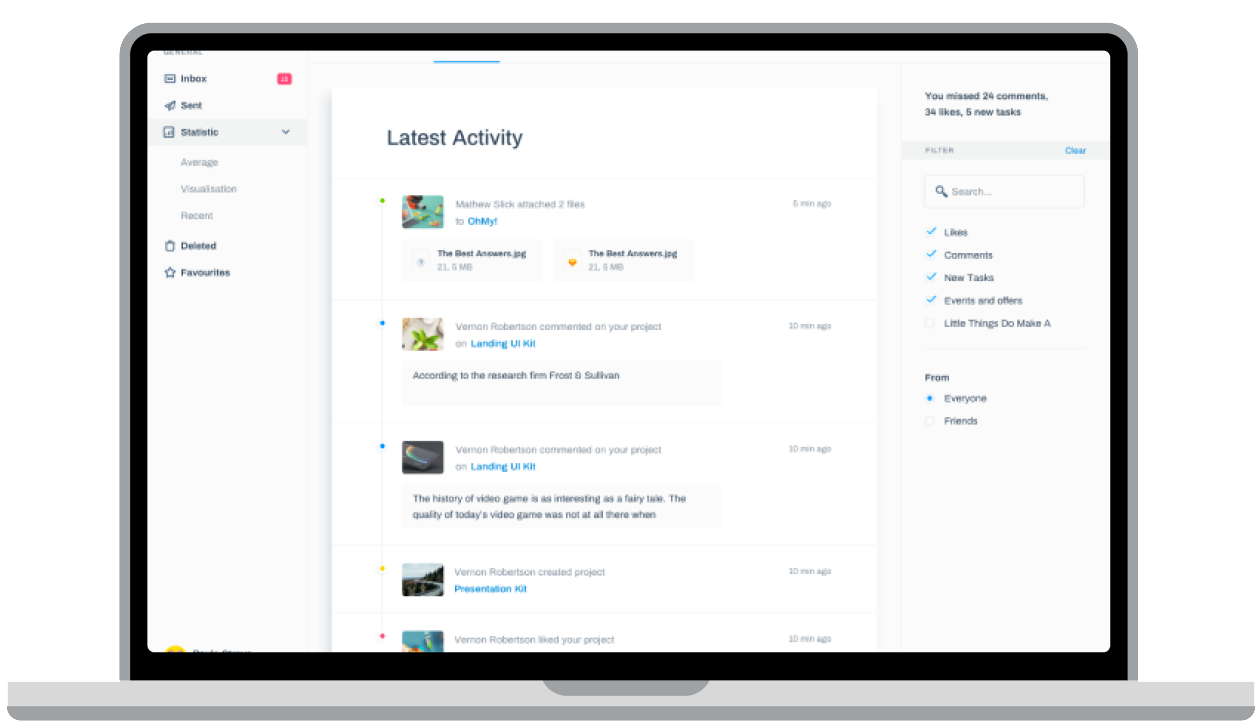 GENERAL
Inbox
Sent
Statistic
Average
Visualisation
Recent
Deleted
Favourites
Latest Activity
Mathew Slick attached 2 files
5 min ago
to OhMy!
The Best Answers.jpg
21, 5 MB
The Best Answers.jpg
21, 5 MB
Vernon Robertson commented on your project
10 min ago
on Landing UI Kit
According to the research firm Frost & Sullivan
Vernon Robertson commented on your project
10 min ago
on Landing UI Kit
The history of video game is as interesting as a fairy tale. The
quality of today's video game was not at all there when
Vernon Robertson created project
10 min ago
Presentation Kit
Vernon Robertson liked your project
10 min ago
You missed 24 comments,
34 likes, 5 new tasks
FILTER
Clear
Search...
Likes
Comments
New Tasks
Events and offers
Little Things Do Make A
From
Everyone
Friends